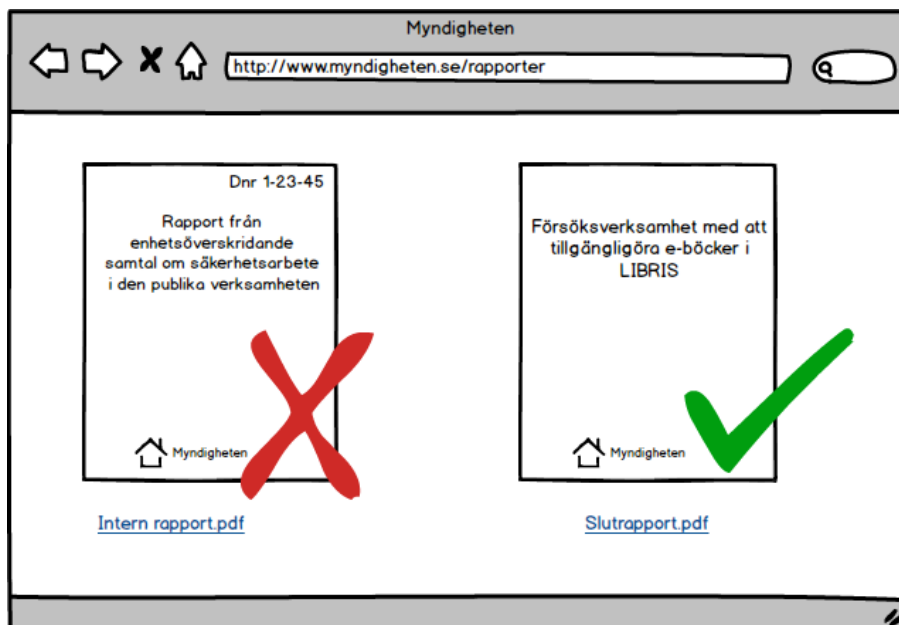 Myndigheten
http://www.myndigheten.se/rapporter
Dnr 1-23-45
Rapport från
enhetsöverskridande
samtal om säkerhetsarbete
i den publika verksamheten
Myndigheten
Intern rapport.pdf
Försöksverksamhet med att
tillgängligöra e-böcker i
LIBRIS
Myndigheten
Slutrapport.pdf